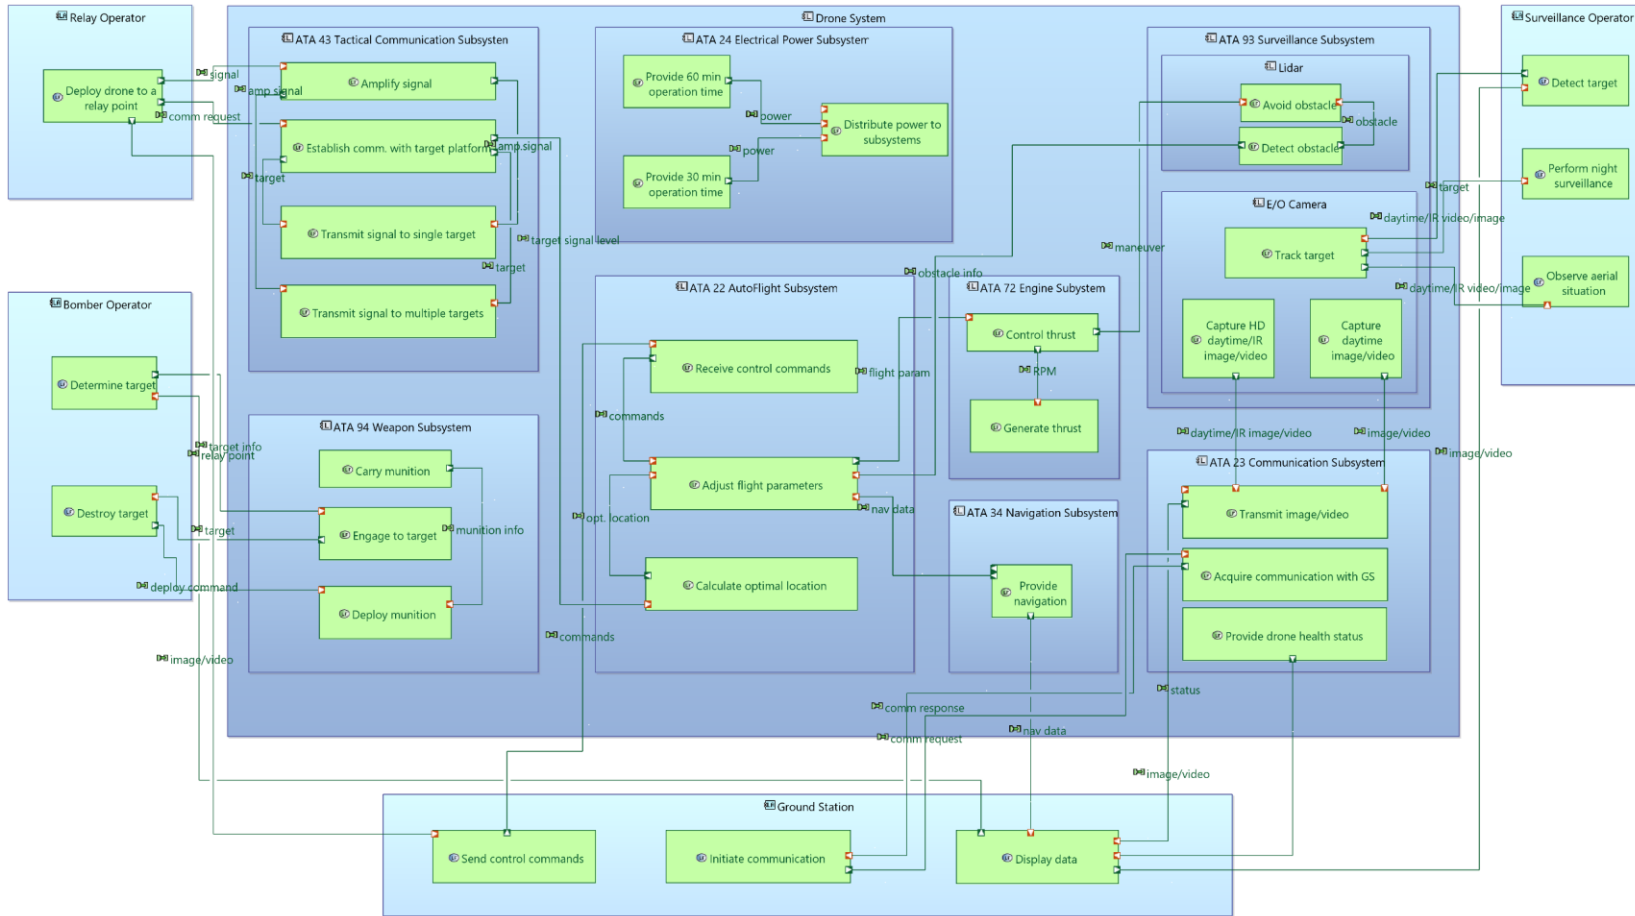 Relay Operator
Deploy drone to a
relay point
signal
amp signal
comm request
Drone System
ATA 43 Tactical Communication Subsystem
Amplify signal
Establish comm. with target platform
amp.signal
target
Transmit signal to single target
target signal level
target
Transmit signal to multiple targets
ATA 24 Electrical Power Subsystem
Provide 60 min
operation time
power
Distribute power to
subsystems
power
Provide 30 min
operation time
ATA 93 Surveillance Subsystem
Lidar
Avoid obstacle
obstacle
Detect obstacle
E/O Camera
Track target
maneuver
Capture HD
daytime/IR
image/video
Capture
daytime
image/video
Surveillance Operator
Detect target
Perform night
surveillance
target
daytime/IR video/image
Observe aerial
situation
daytime/IR video/image
Bomber Operator
Determine target
target info
relay point
Destroy target
target
deploy command
image/video
ATA 94 Weapon Subsystem
Carry munition
Engage to target
munition info
Deploy munition
ATA 22 AutoFlight Subsystem
obstacle info
Receive control commands
flight param
commands
Adjust flight parameters
nav data
opt. location
Calculate optimal location
commands
ATA 72 Engine Subsystem
Control thrust
RPM
Generate thrust
ATA 34 Navigation Subsystem
Provide
navigation
daytime/IR image/video
image/video
image/video
ATA 23 Communication Subsystem
Transmit image/video
Acquire communication with GS
Provide drone health status
status
comm response
nav data
comm request
image/video
Ground Station
Send control commands
Initiate communication
Display data